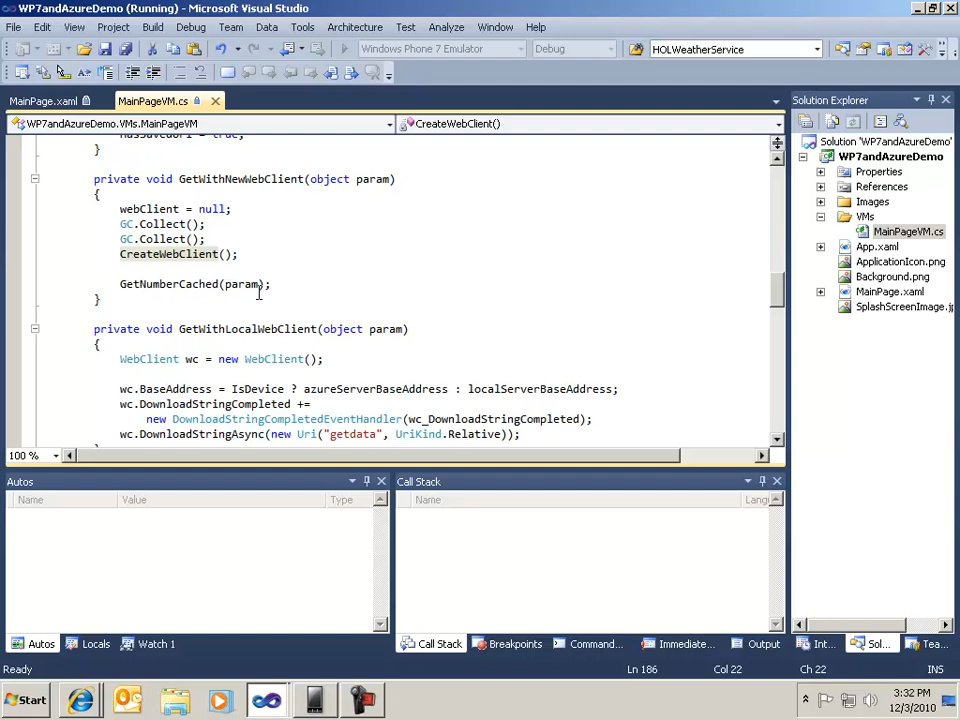 WP7andAzureDemo (Running) - Microsoft Visual Studio
File Edit View Project Build Debug Team Data Tools Architecture Test Analyze Window Help
Windows Phone 7 Emulator Debug HOLWeatherService
MainPage.xaml MainPageVM.cs
Solution Explorer
WP7andAzureDemo.VMs.MainPageVM CreateWebClient()
}
private void GetWithNewWebClient(object param)
{
webClient = null;
GC.Collect();
GC.Collect();
CreateWebClient();
GetNumberCached(param);
}
private void GetWithLocalWebClient(object param)
{
WebClient wc = new WebClient();
wc.BaseAddress = IsDevice ? azureServerBaseAddress : localServerBaseAddress;
wc.DownloadStringCompleted +=
new DownloadStringCompletedEventHandler(wc_DownloadStringCompleted);
wc.DownloadStringAsync(new Uri("getdata", UriKind.Relative));
100 %
Solution 'WP7andAzureDemo'
WP7andAzureDemo
Properties
References
Images
VMs
MainPageVM.cs
App.xaml
ApplicationIcon.png
Background.png
MainPage.xaml
SplashScreenImage.j
Autos
Name Value Type
Call Stack
Name Lang
Autos Locals Watch 1
Call Stack Breakpoints Command... Immediate... Output
Int... Sol... Tea...
Ready Ln 186 Col 22 Ch 22 INS
Start
3:32 PM
12/3/2010